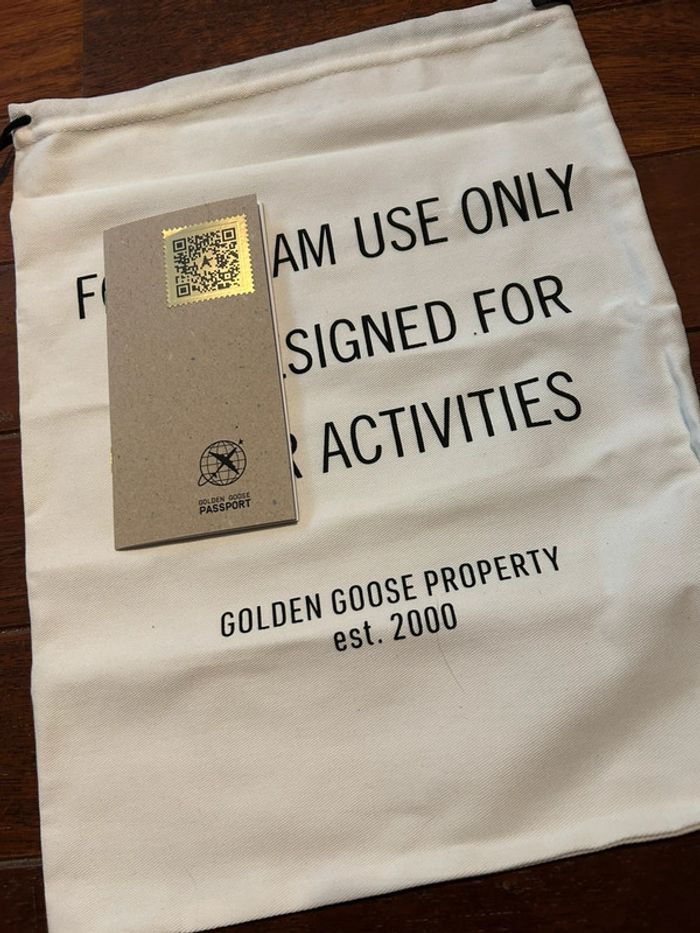 AM USE ONLY
SIGNED FOR
ACTIVITIES
GOLDEN GOOSE
PASSPORT
GOLDEN GOOSE PROPERTY
est. 2000